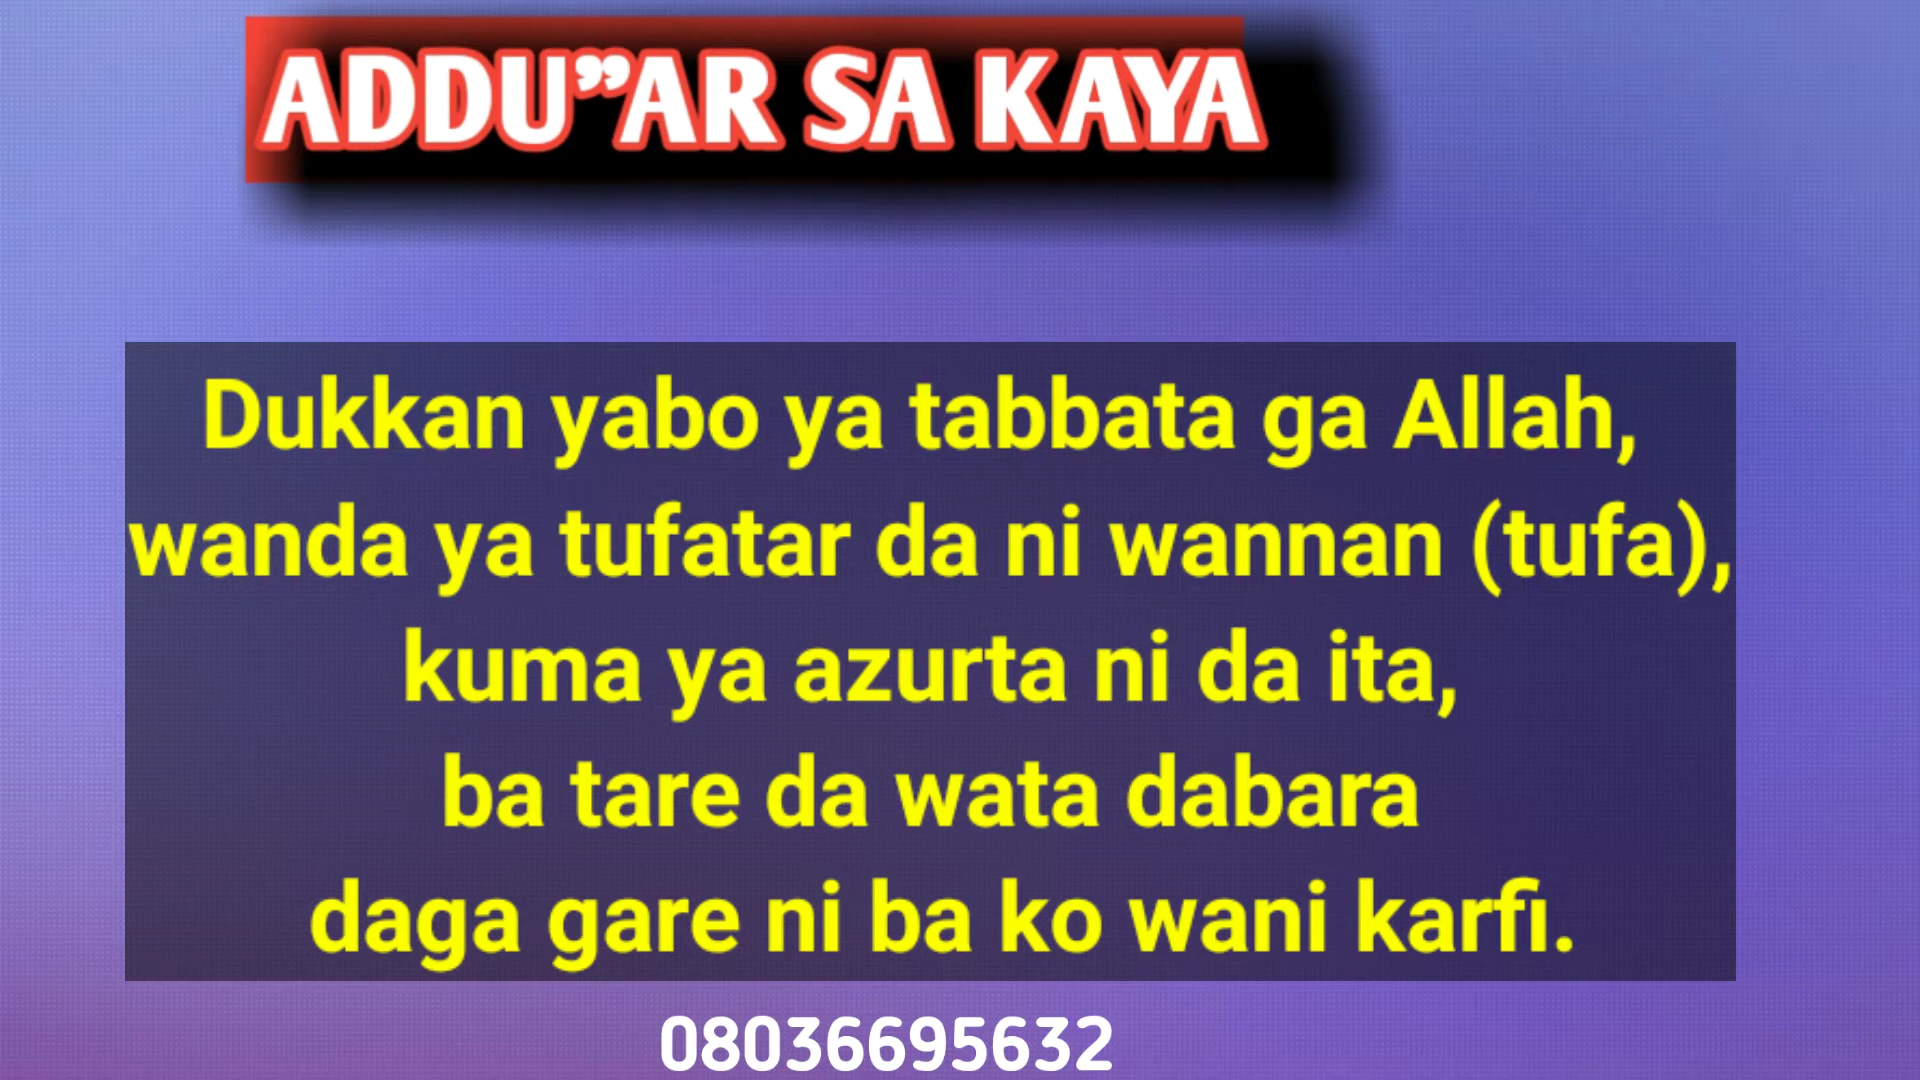 ADDU”AR SA KAYA
Dukkan yabo ya tabbata ga Allah,
wanda ya tufatar da ni wannan (tufa),
kuma ya azurta ni da ita,
ba tare da wata dabara
daga gare ni ba ko wani karfi.
08036695632